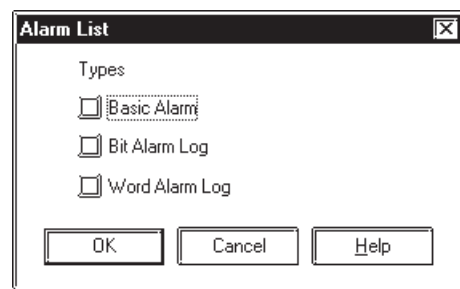 Alarm List
Types
Basic Alarm
Bit Alarm Log
Word Alarm Log
OK Cancel Help